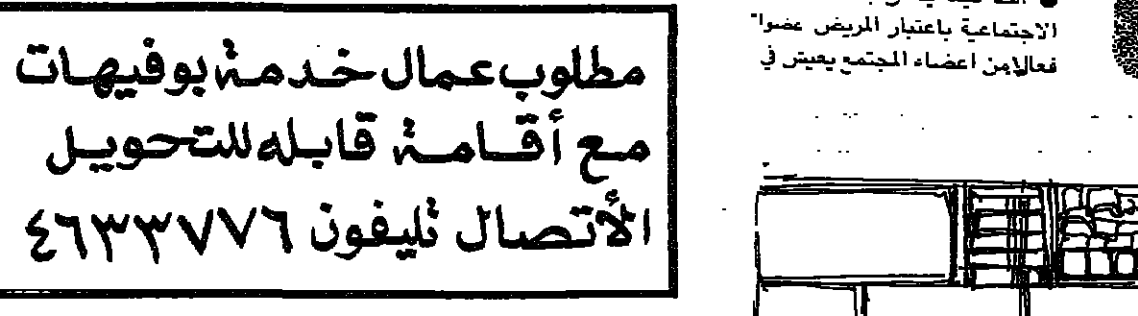 مطلوب عمال خدمة بوفيهات
مع أقامة قابله للتحويل
الأتصال تليفون ٤٦٣٣٧٧٦
الاجتماعية باعتبار المريض عضوا"
فعالا من اعضاء المجتمع يعيش في